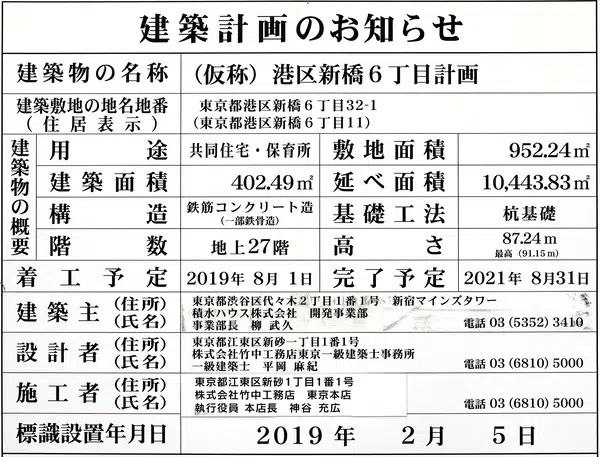 建築計画のお知らせ
建築物の名称 (仮称) 港区新橋6丁目計画
建築敷地の地名地番 東京都港区新橋6丁目32-1
(住居表示) (東京都港区新橋6丁目11)
建築物の概要
用途 共同住宅・保育所 敷地面積 952.24㎡
建築面積 402.49㎡ 延べ面積 10,443.83㎡
構造 鉄筋コンクリート造 基礎工法 杭基礎
(一部鉄骨造)
階数 地上27階 高さ 87.24m
最高(91.15m)
着工予定 2019年 8月 1日 完了予定 2021年 8月31日
建築主 (住所) 東京都渋谷区代々木2丁目1番1号 新宿マインズタワー
(氏名) 積水ハウス株式会社 開発事業部
事業部長 柳 武久 電話 03 (5352) 3410
設計者 (住所) 東京都江東区新砂一丁目1番1号
(氏名) 株式会社竹中工務店東京一級建築士事務所
一級建築士 平岡 麻紀 電話 03 (6810) 5000
施工者 (住所) 東京都江東区新砂1丁目1番1号
(氏名) 株式会社竹中工務店 東京本店
執行役員 本店長 神谷 充広 電話 03 (6810) 5000
標識設置年月日 2019年 2月 5日